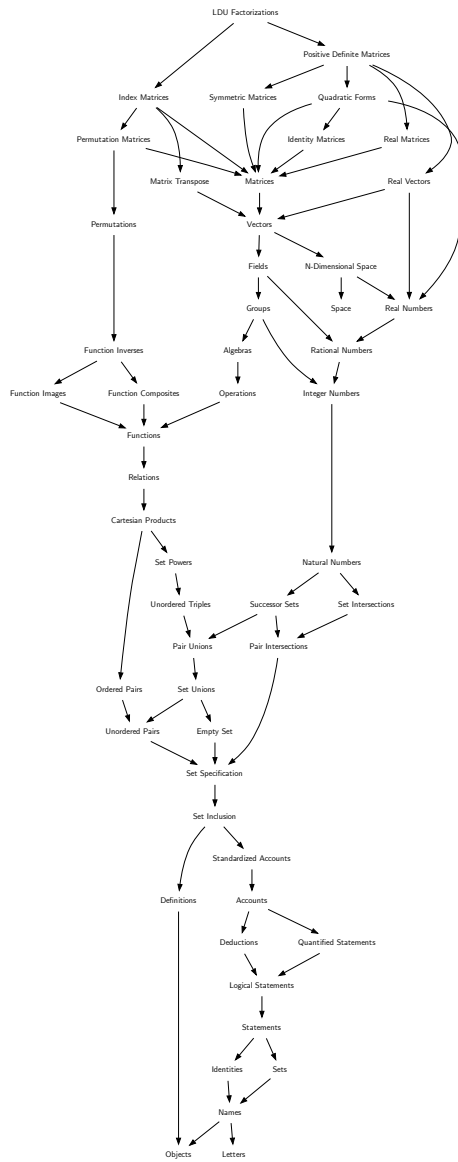 LDU Factorizations
Positive Definite Matrices
Index Matrices
Symmetric Matrices
Quadratic Forms
Permutation Matrices
Identity Matrices
Real Matrices
Matrix Transpose
Matrices
Real Vectors
Permutations
Vectors
Fields
N-Dimensional Space
Groups
Space
Real Numbers
Function Inverses
Algebras
Rational Numbers
Function Images
Function Composites
Operations
Integer Numbers
Functions
Relations
Cartesian Products
Set Powers
Natural Numbers
Unordered Triples
Successor Sets
Set Intersections
Pair Unions
Pair Intersections
Ordered Pairs
Set Unions
Unordered Pairs
Empty Set
Set Specification
Set Inclusion
Standardized Accounts
Definitions
Accounts
Deductions
Quantified Statements
Logical Statements
Statements
Identities
Sets
Names
Objects
Letters